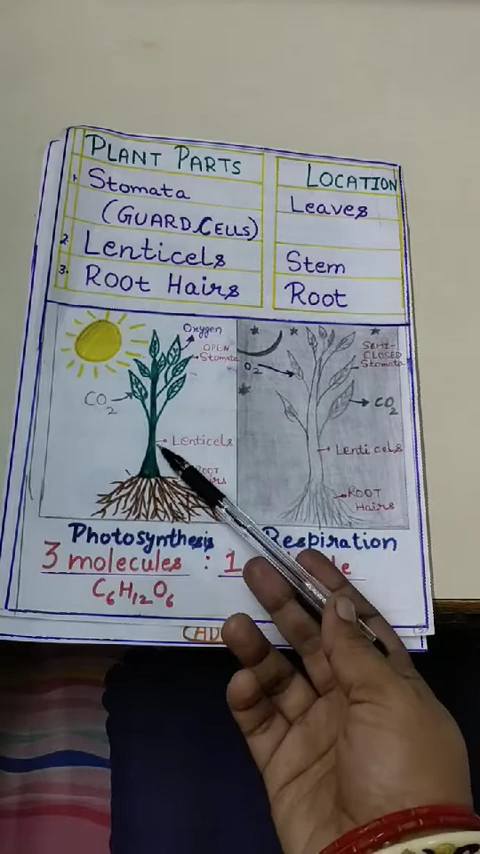 PLANT PARTS
LOCATION
1. Stomata
(GUARD CELLS)
Leaves
2. Lenticels
Stem
3. Root Hairs
Root
Oxygen
OPEN
Stomata
CO2
Lenticels
SEMI-
CLOSED
Stomata
O2
CO2
Lenticels
ROOT
Hairs
Photosynthesis
Respiration
3 molecules : 1
C6H12O6